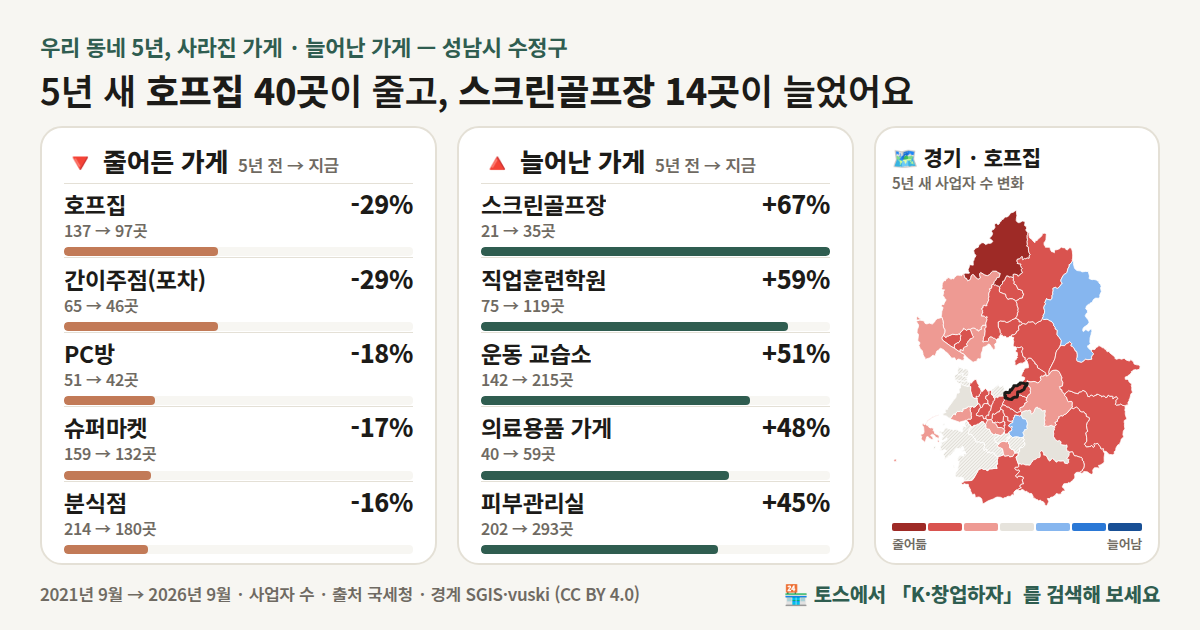 우리 동네 5년, 사라진 가게 · 늘어난 가게 — 성남시 수정구
5년 새 호프집 40곳이 줄고, 스크린골프장 14곳이 늘었어요
🔻 줄어든 가게 5년 전 → 지금
호프집 -29%
137 → 97곳
간이주점(포차) -29%
65 → 46곳
PC방 -18%
51 → 42곳
슈퍼마켓 -17%
159 → 132곳
분식점 -16%
214 → 180곳
🔺 늘어난 가게 5년 전 → 지금
스크린골프장 +67%
21 → 35곳
직업훈련학원 +59%
75 → 119곳
운동 교습소 +51%
142 → 215곳
의료용품 가게 +48%
40 → 59곳
피부관리실 +45%
202 → 293곳
🗺️ 경기 · 호프집
5년 새 사업자 수 변화
줄어듦 늘어남
2021년 9월 → 2026년 9월 · 사업자 수 · 출처 국세청 · 경계 SGIS·vuski (CC BY 4.0)
🏪 토스에서 「K·창업하자」를 검색해 보세요